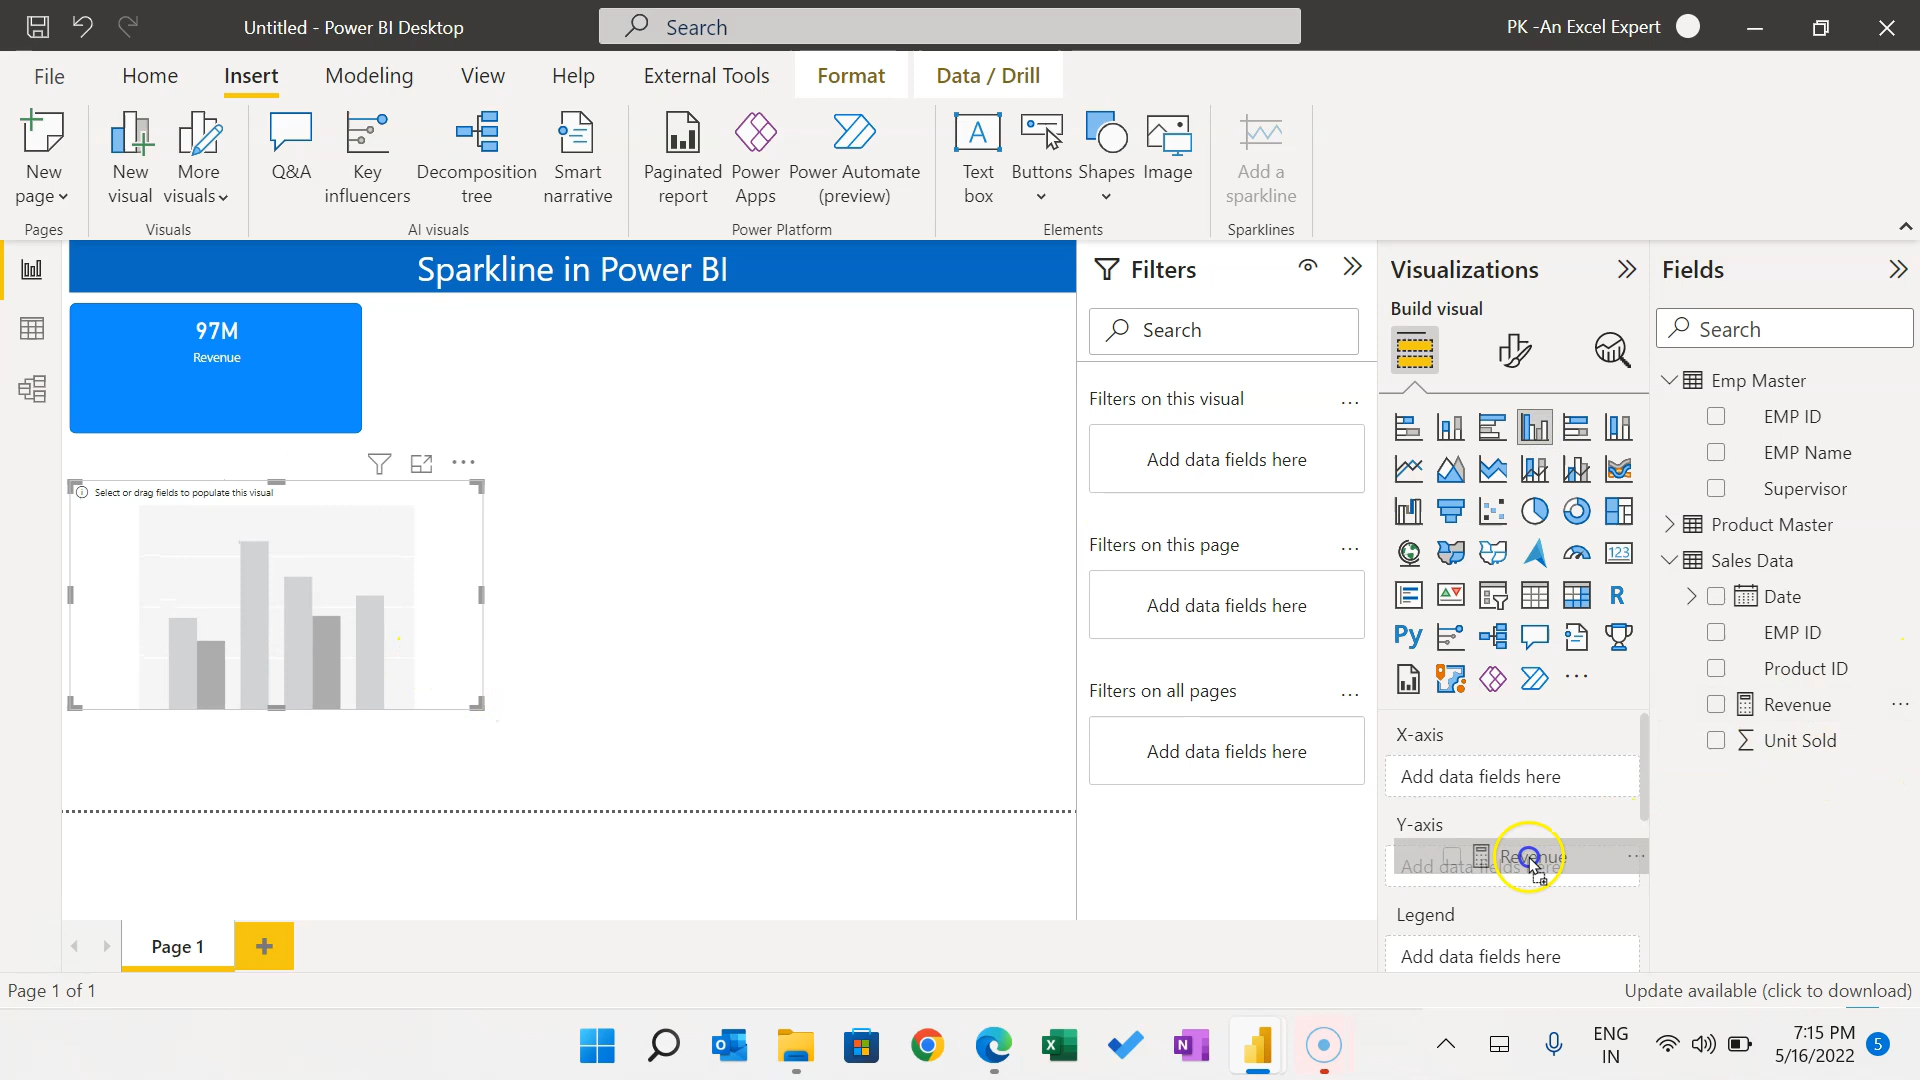 Untitled - Power BI Desktop
Search
PK -An Excel Expert
File
Home
Insert
Modeling
View
Help
External Tools
Format
Data / Drill
New
page
New
visual
More
visuals
Q&A
Key
influencers
Decomposition
tree
Smart
narrative
Paginated
report
Power
Apps
Power Automate
(preview)
Text
box
Buttons
Shapes
Image
Add a
sparkline
Pages
Visuals
AI visuals
Power Platform
Elements
Sparklines
Sparkline in Power BI
97M
Revenue
Select or drag fields to populate this visual
Filters
Search
Filters on this visual
Add data fields here
Filters on this page
Add data fields here
Filters on all pages
Add data fields here
Visualizations
Build visual
123
R
Py
X-axis
Add data fields here
Y-axis
Revenue
Add data fields here
Legend
Add data fields here
Fields
Search
Emp Master
EMP ID
EMP Name
Supervisor
Product Master
Sales Data
Date
EMP ID
Product ID
Revenue
Unit Sold
Page 1
Page 1 of 1
Update available (click to download)
ENG
IN
7:15 PM
5/16/2022
5